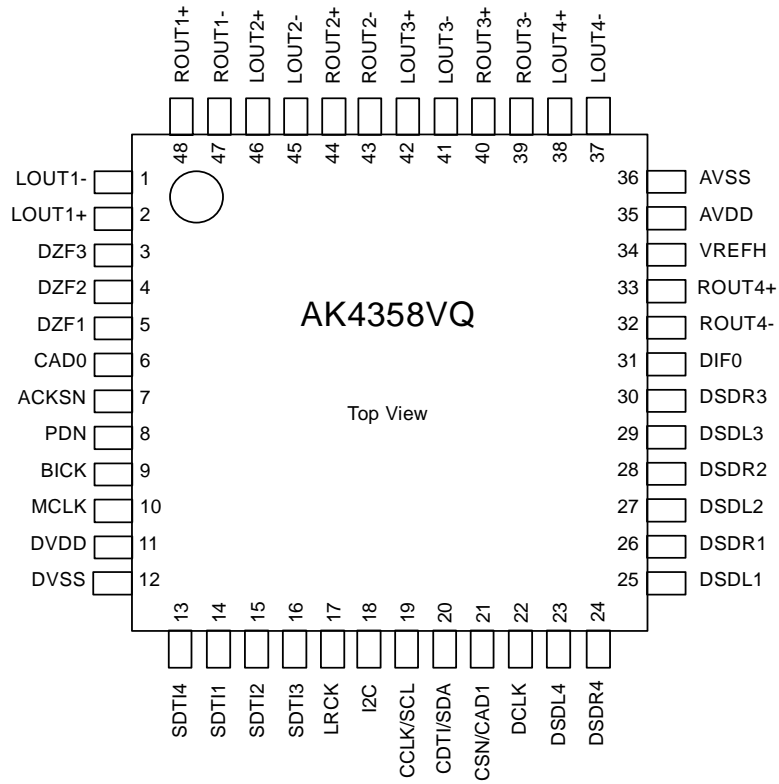 ROUT1+ ROUT1- LOUT2+ LOUT2- ROUT2+ ROUT2- LOUT3+ LOUT3- ROUT3+ ROUT3- LOUT4+ LOUT4-
48 47 46 45 44 43 42 41 40 39 38 37
LOUT1- 1 36 AVSS
LOUT1+ 2 35 AVDD
DZF3 3 34 VREFH
DZF2 4 33 ROUT4+
DZF1 5 32 ROUT4-
CAD0 6 31 DIF0
ACKSN 7 30 DSDR3
PDN 8 29 DSDL3
BICK 9 28 DSDR2
MCLK 10 27 DSDL2
DVDD 11 26 DSDR1
DVSS 12 25 DSDL1
AK4358VQ
Top View
13 14 15 16 17 18 19 20 21 22 23 24
SDTI4 SDTI1 SDTI2 SDTI3 LRCK I2C CCLK/SCL CDTI/SDA CSN/CAD1 DCLK DSDL4 DSDR4